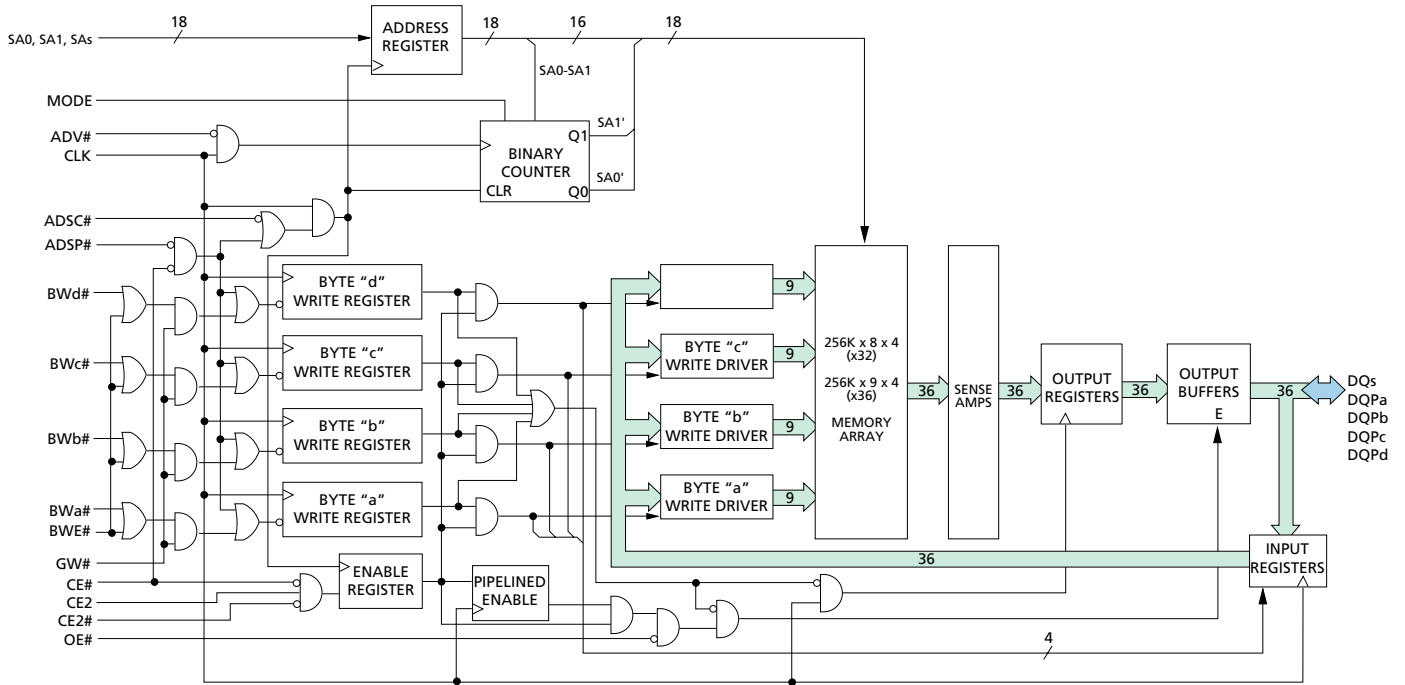 18
18
16
18
SA0, SA1, SAs
ADDRESS
REGISTER
SA0-SA1
MODE
ADV#
CLK
SA1'
Q1
BINARY
COUNTER
SA0'
CLR
Q0
ADSC#
ADSP#
BYTE “d”
WRITE REGISTER
9
BWd#
BYTE “c”
WRITE REGISTER
BYTE “c”
WRITE DRIVER
9
256K x 8 x 4
(x32)
256K x 9 x 4
(x36)
MEMORY
ARRAY
36
SENSE
AMPS
36
OUTPUT
REGISTERS
36
OUTPUT
BUFFERS
E
36
DQs
DQPa
DQPb
DQPc
DQPd
BWc#
BYTE “b”
WRITE REGISTER
BYTE “b”
WRITE DRIVER
9
BWb#
BYTE “a”
WRITE REGISTER
BYTE “a”
WRITE DRIVER
9
BWa#
BWE#
GW#
CE#
CE2
CE2#
OE#
ENABLE
REGISTER
PIPELINED
ENABLE
36
INPUT
REGISTERS
4